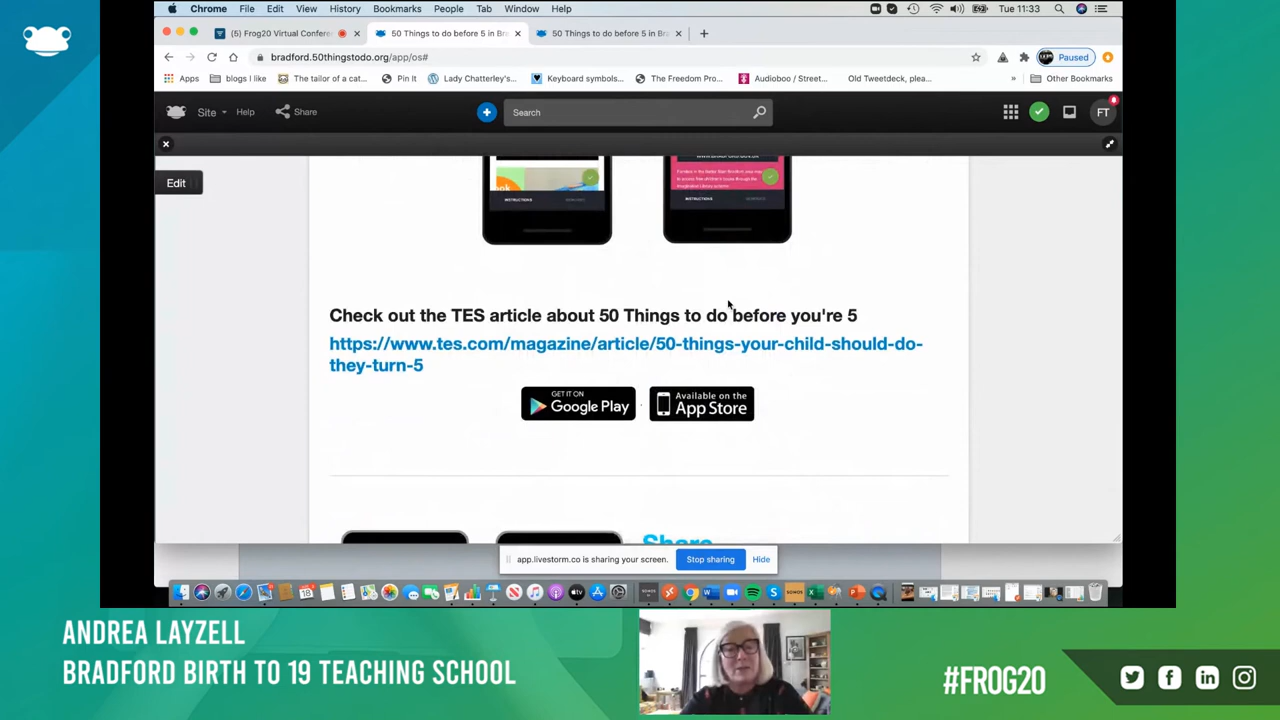 Chrome File Edit View History Bookmarks People Tab Window Help Tue 11:33
(5) Frog20 Virtual Confere 50 Things to do before 5 in Br 50 Things to do before 5 in Br
bradford.50thingstodo.org/app/os# Paused
Apps blogs I like The tailor of a cat... Pin It Lady Chatterley's... Keyboard symbols... The Freedom Pro... Audioboo / Street... Old Tweetdeck, plea... » Other Bookmarks
Site Help Share Search FT
Edit
INSTRUCTIONS INSTRUCTIONS
Check out the TES article about 50 Things to do before you're 5
https://www.tes.com/magazine/article/50-things-your-child-should-do-
they-turn-5
GET IT ON Google Play Available on the App Store
Share
app.livestorm.co is sharing your screen. Stop sharing Hide
ANDREA LAYZELL
BRADFORD BIRTH TO 19 TEACHING SCHOOL
#FROG20